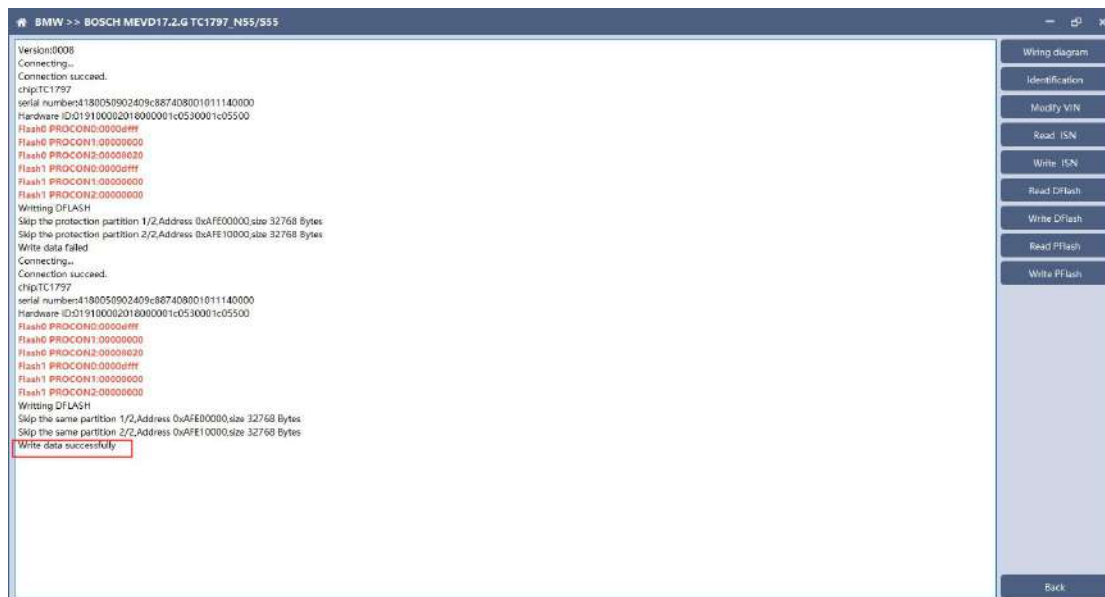 BMW >> BOSCH MEVD17.2.G TC1797_N55/S55
Version:0008
Connecting...
Connection succeed.
chip:TC1797
serial number:4180050902409c887408001011140000
Hardware ID:019100002018000001c0530001c05500
Flash0 PROCON0:0000dfff
Flash0 PROCON1:00000000
Flash0 PROCON2:00008020
Flash1 PROCON0:0000dfff
Flash1 PROCON1:00000000
Flash1 PROCON2:00000000
Writting DFLASH
Skip the protection partition 1/2,Address 0xAFE00000,size 32768 Bytes
Skip the protection partition 2/2,Address 0xAFE10000,size 32768 Bytes
Write data failed
Connecting...
Connection succeed.
chip:TC1797
serial number:4180050902409c887408001011140000
Hardware ID:019100002018000001c0530001c05500
Flash0 PROCON0:0000dfff
Flash0 PROCON1:00000000
Flash0 PROCON2:00008020
Flash1 PROCON0:0000dfff
Flash1 PROCON1:00000000
Flash1 PROCON2:00000000
Writting DFLASH
Skip the same partition 1/2,Address 0xAFE00000,size 32768 Bytes
Skip the same partition 2/2,Address 0xAFE10000,size 32768 Bytes
Write data successfully
Wiring diagram
Identification
Modify VIN
Read ISN
Write ISN
Read DFlash
Write DFlash
Read PFlash
Write PFlash
Back